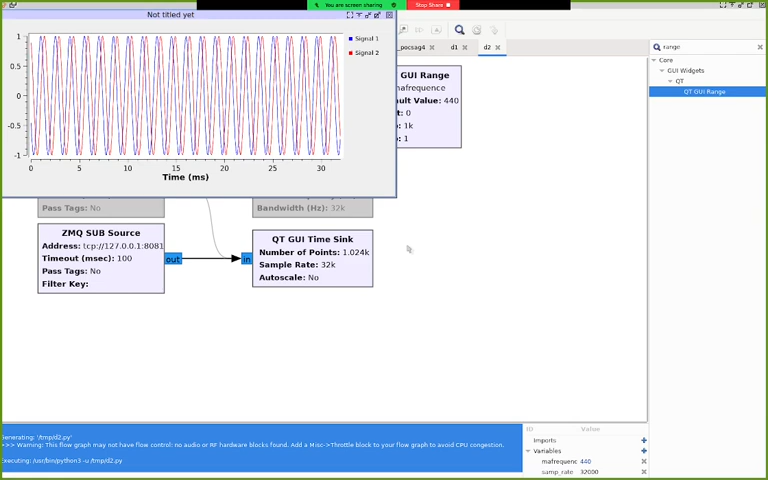 You are screen sharing
Stop Share
Not titled yet
1
0.5
0
-0.5
-1
0
5
10
15
20
25
30
Time (ms)
Signal 1
Signal 2
_pocsag4
d1
d2
range
Core
GUI Widgets
QT
QT GUI Range
GUI Range
mafrequence
ult Value: 440
t: 0
: 1k
: 1
Pass Tags: No
Bandwidth (Hz): 32k
ZMQ SUB Source
Address: tcp://127.0.0.1:8081
Timeout (msec): 100
Pass Tags: No
Filter Key:
out
in
QT GUI Time Sink
Number of Points: 1.024k
Sample Rate: 32k
Autoscale: No
Generating: '/tmp/d2.py'
>>> Warning: This flow graph may not have flow control: no audio or RF hardware blocks found. Add a Misc->Throttle block to your flow graph to avoid CPU congestion.
Executing: /usr/bin/python3 -u /tmp/d2.py
ID Value
Imports
Variables
mafrequenc 440
samp_rate 32000